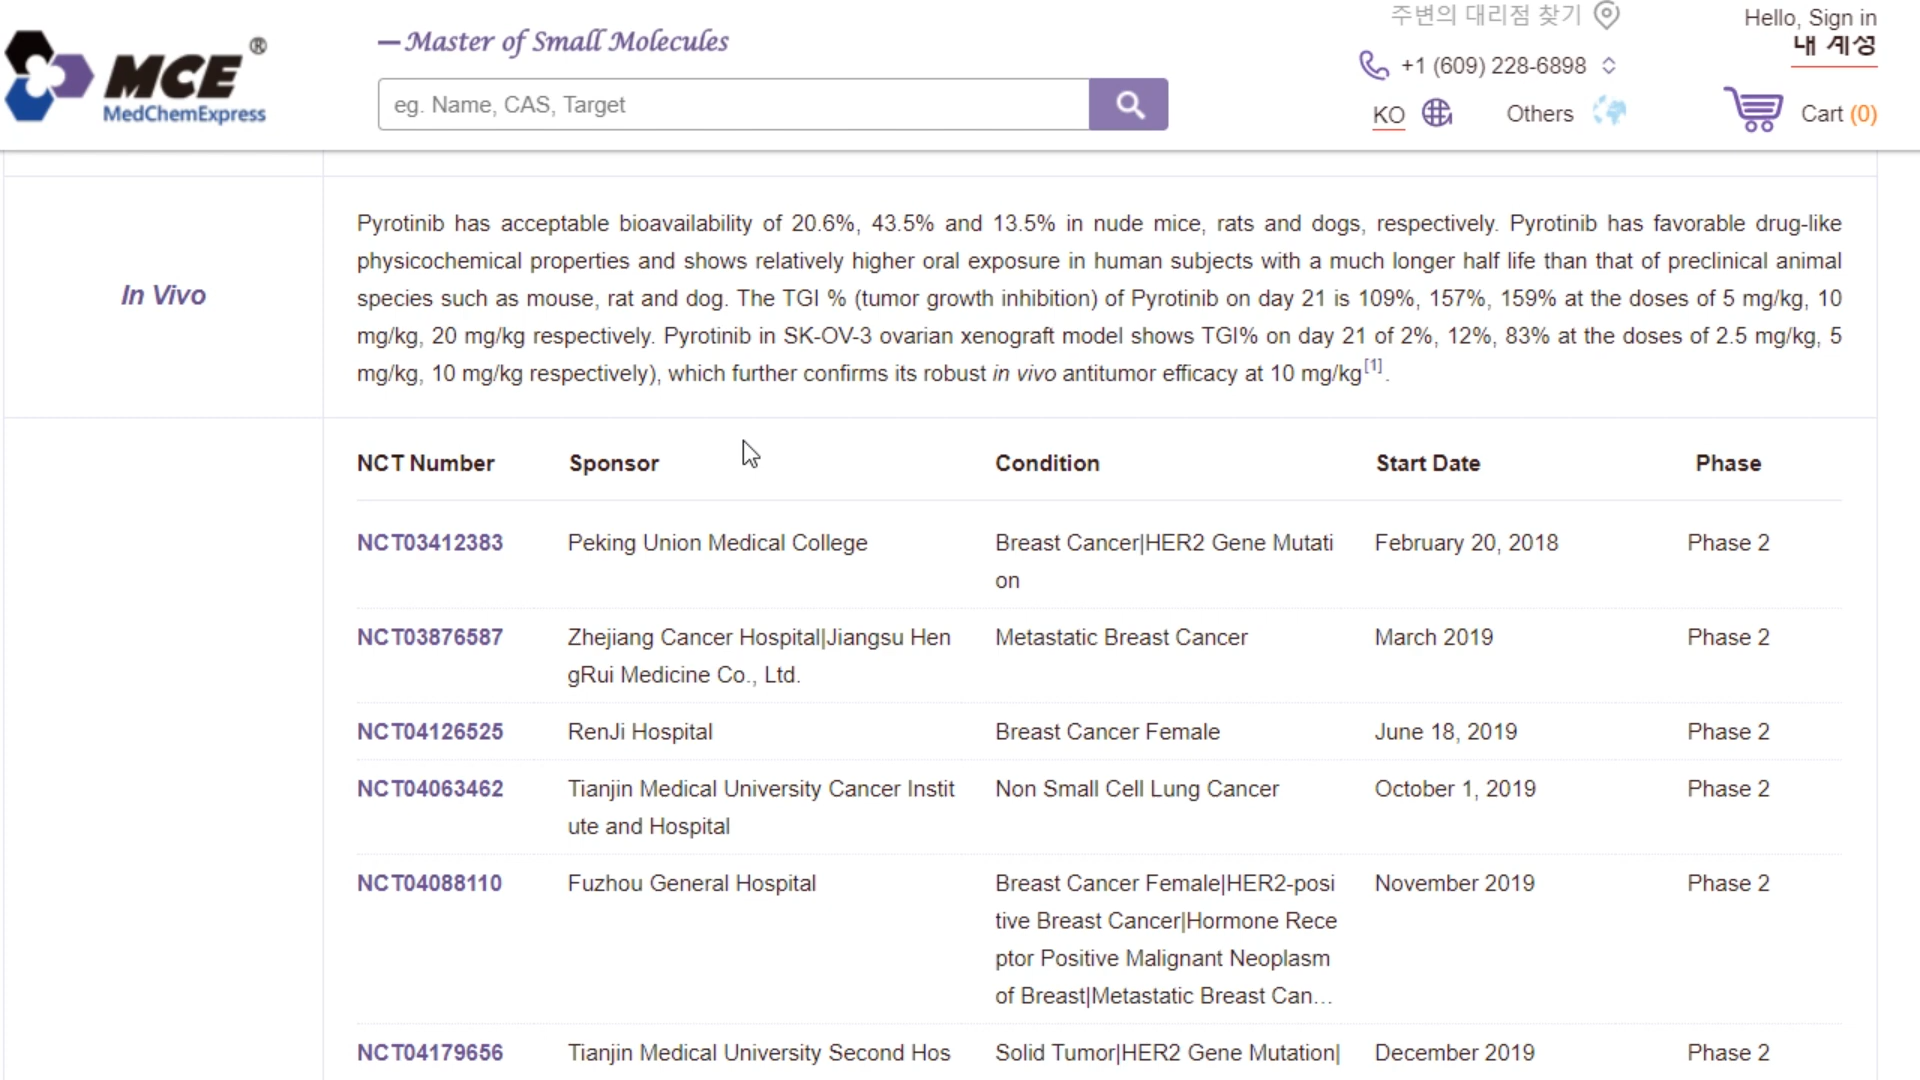 MCE®
MedChemExpress
—Master of Small Molecules
eg. Name, CAS, Target
주변의 대리점 찾기
+1 (609) 228-6898
KO
Others
Hello, Sign in
내 계정
Cart (0)
In Vivo
Pyrotinib has acceptable bioavailability of 20.6%, 43.5% and 13.5% in nude mice, rats and dogs, respectively. Pyrotinib has favorable drug-like
physicochemical properties and shows relatively higher oral exposure in human subjects with a much longer half life than that of preclinical animal
species such as mouse, rat and dog. The TGI % (tumor growth inhibition) of Pyrotinib on day 21 is 109%, 157%, 159% at the doses of 5 mg/kg, 10
mg/kg, 20 mg/kg respectively. Pyrotinib in SK-OV-3 ovarian xenograft model shows TGI% on day 21 of 2%, 12%, 83% at the doses of 2.5 mg/kg, 5
mg/kg, 10 mg/kg respectively), which further confirms its robust in vivo antitumor efficacy at 10 mg/kg[1].
NCT Number Sponsor Condition Start Date Phase
NCT03412383 Peking Union Medical College Breast Cancer|HER2 Gene Mutati February 20, 2018 Phase 2
on
NCT03876587 Zhejiang Cancer Hospital|Jiangsu Hen Metastatic Breast Cancer March 2019 Phase 2
gRui Medicine Co., Ltd.
NCT04126525 RenJi Hospital Breast Cancer Female June 18, 2019 Phase 2
NCT04063462 Tianjin Medical University Cancer Instit Non Small Cell Lung Cancer October 1, 2019 Phase 2
ute and Hospital
NCT04088110 Fuzhou General Hospital Breast Cancer Female|HER2-posi November 2019 Phase 2
tive Breast Cancer|Hormone Rece
ptor Positive Malignant Neoplasm
of Breast|Metastatic Breast Can...
NCT04179656 Tianjin Medical University Second Hos Solid Tumor|HER2 Gene Mutation| December 2019 Phase 2